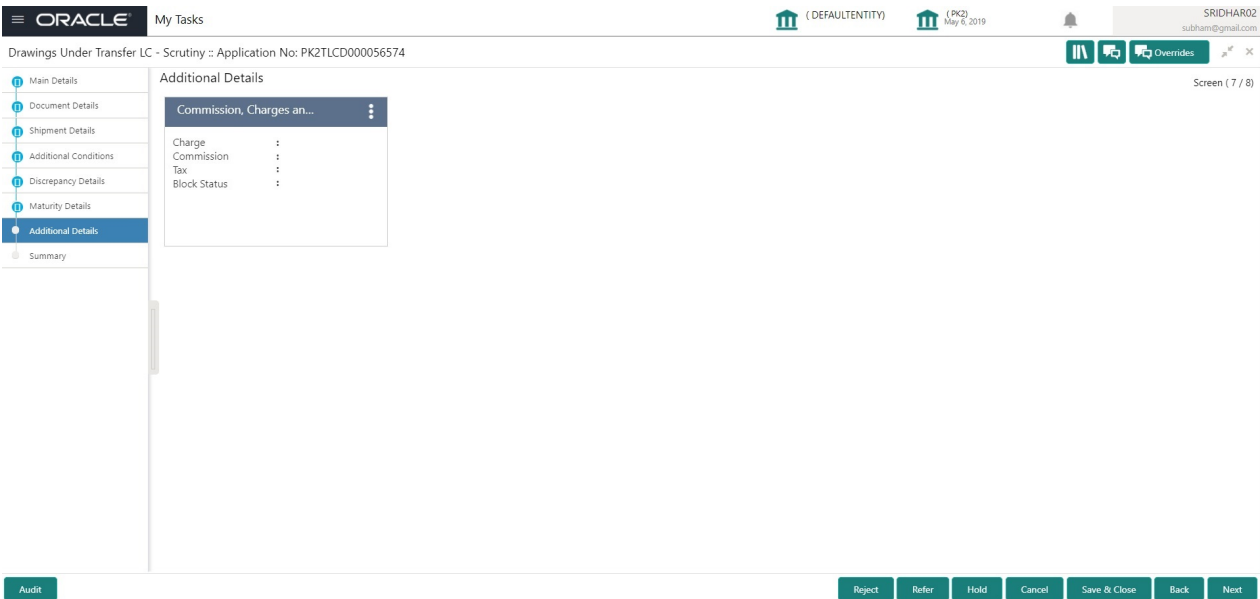 ORACLE®
My Tasks
( DEFAULTENTITY)
( PK2)
May 6, 2019
SRIDHAR02
subham@gmail.com
Drawings Under Transfer LC - Scrutiny :: Application No: PK2TLCD000056574
Overrides
Main Details
Document Details
Shipment Details
Additional Conditions
Discrepancy Details
Maturity Details
Additional Details
Summary
Additional Details
Screen ( 7 / 8)
Commission, Charges an...
Charge :
Commission :
Tax :
Block Status :
Audit
Reject
Refer
Hold
Cancel
Save & Close
Back
Next